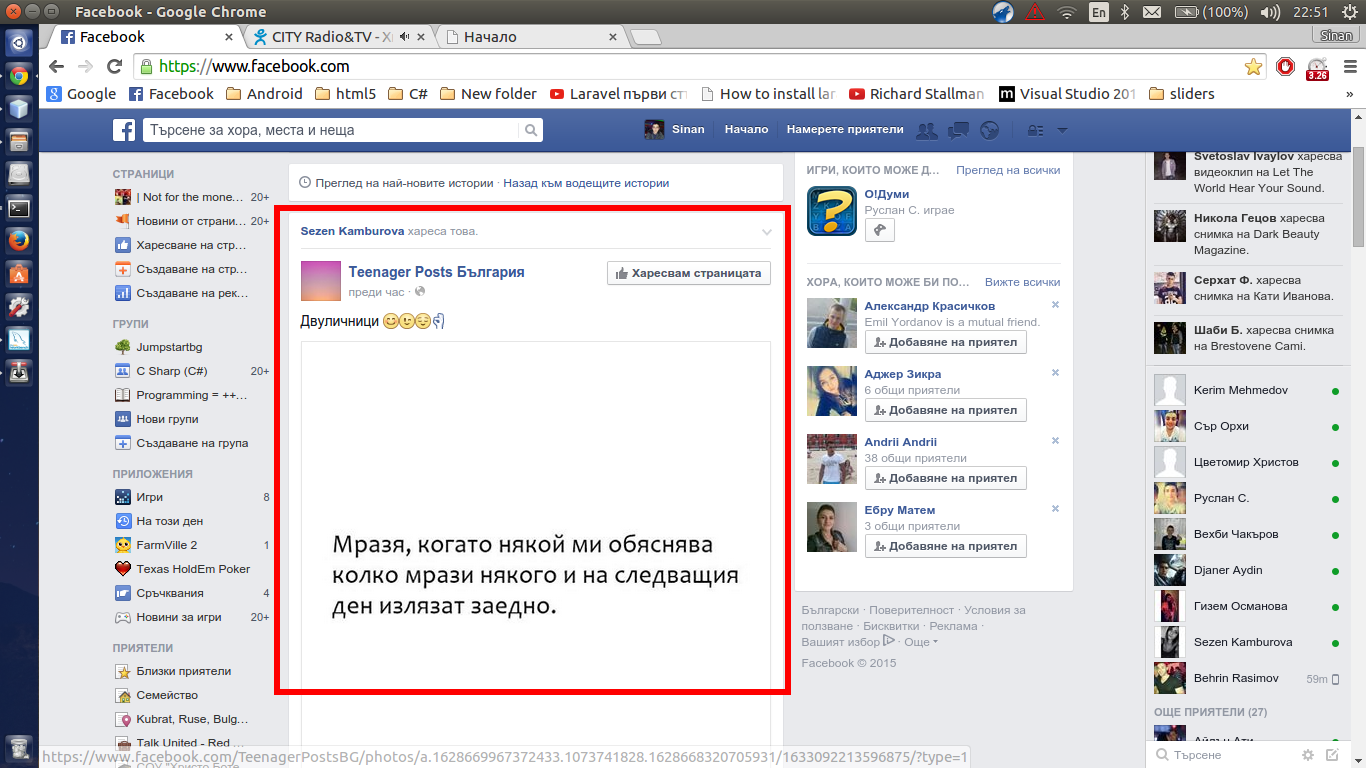 Facebook - Google Chrome
En
(100%)
22:51
Facebook
CITY Radio&TV - Х
Начало
Sinan
https://www.facebook.com
3.26
Google
Facebook
Android
html5
C#
New folder
Laravel първи ст
How to install lar
Richard Stallman
Visual Studio 201
sliders
»
Търсене за хора, места и неща
Sinan
Начало
Намерете приятели
СТРАНИЦИ
| Not for the mone... 20+
Новини от страни... 20+
Харесване на стр...
Създаване на стр...
Създаване на рек...
ГРУПИ
Jumpstartbg
C Sharp (C#) 20+
Programming = ++...
Нови групи
Създаване на група
ПРИЛОЖЕНИЯ
Игри 8
На този ден
FarmVille 2 1
Texas HoldEm Poker
Сръчквания 4
Новини за игри 20+
ПРИЯТЕЛИ
Близки приятели
Семейство
Kubrat, Ruse, Bulg...
Talk United - Red ...
Преглед на най-новите истории · Назад към водещите истории
Sezen Kamburova хареса това.
Teenager Posts България
преди час ·
Харесвам страницата
Двуличници 😊😉😌👌
Мразя, когато някой ми обяснява
колко мрази някого и на следващия
ден излязат заедно.
ИГРИ, КОИТО МОЖЕ Д... Преглед на всички
О!Думи
Руслан С. играе
ХОРА, КОИТО МОЖЕ БИ ПО... Вижте всички
Александр Красичков
Emil Yordanov is a mutual friend.
Добавяне на приятел
Аджер Зикра
6 общи приятели
Добавяне на приятел
Andrii Andrii
38 общи приятели
Добавяне на приятел
Ебру Матем
3 общи приятели
Добавяне на приятел
Български · Поверителност · Условия за
ползване · Бисквитки · Реклама ·
Вашият избор · Още
Facebook © 2015
Svetoslav Ivaylov харесва
видеоклип на Let The
World Hear Your Sound.
Никола Гецов харесва
снимка на Dark Beauty
Magazine.
Серхат Ф. харесва
снимка на Кати Иванова.
Шаби Б. харесва снимка
на Brestovene Cami.
Kerim Mehmedov
Сър Орхи
Цветомир Христов
Руслан С.
Вехби Чакъров
Djaner Aydin
Гизем Османова
Sezen Kamburova
Behrin Rasimov 59m
ОЩЕ ПРИЯТЕЛИ (27)
Айлън Ати
Търсене
https://www.facebook.com/TeenagerPostsBG/photos/a.1628669967372433.1073741828.1628668320705931/1633092213596875/?type=1